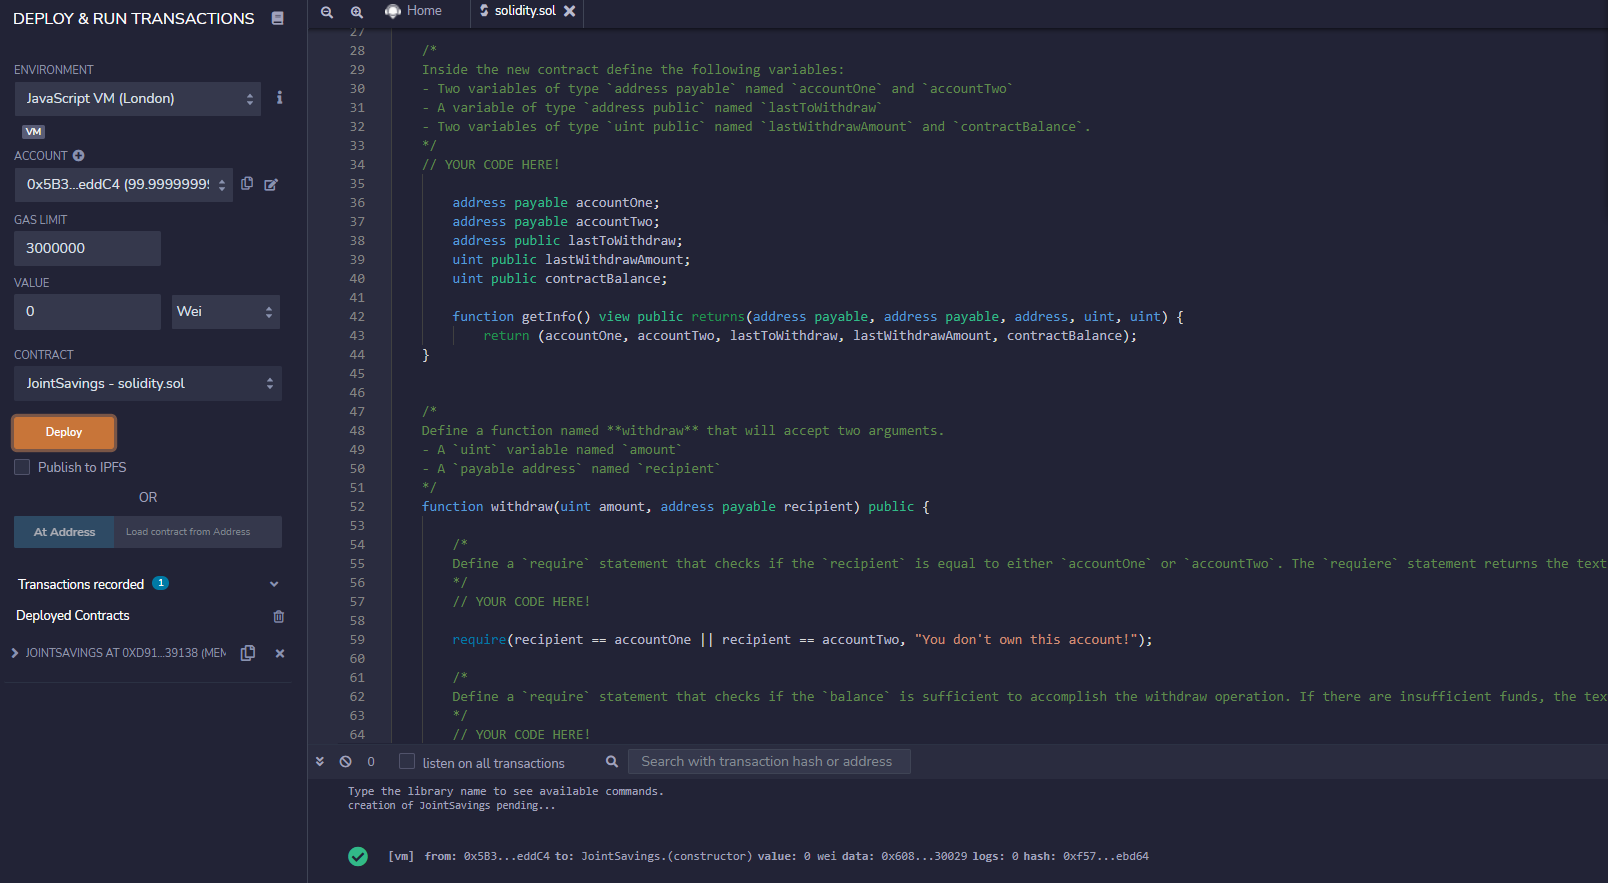 DEPLOY & RUN TRANSACTIONS
ENVIRONMENT
JavaScript VM (London)
VM
ACCOUNT
0x5B3...eddC4 (99.9999999
GAS LIMIT
3000000
VALUE
0
Wei
CONTRACT
JointSavings - solidity.sol
Deploy
Publish to IPFS
OR
At Address
Load contract from Address
Transactions recorded 1
Deployed Contracts
JOINTSAVINGS AT 0XD91...39138 (MEM
Home
solidity.sol
27
28 /*
29 Inside the new contract define the following variables:
30 - Two variables of type `address payable` named `accountOne` and `accountTwo`
31 - A variable of type `address public` named `lastToWithdraw`
32 - Two variables of type `uint public` named `lastWithdrawAmount` and `contractBalance`.
33 */
34 // YOUR CODE HERE!
35
36 address payable accountOne;
37 address payable accountTwo;
38 address public lastToWithdraw;
39 uint public lastWithdrawAmount;
40 uint public contractBalance;
41
42 function getInfo() view public returns(address payable, address payable, address, uint, uint) {
43 return (accountOne, accountTwo, lastToWithdraw, lastWithdrawAmount, contractBalance);
44 }
45
46
47 /*
48 Define a function named **withdraw** that will accept two arguments.
49 - A `uint` variable named `amount`
50 - A `payable address` named `recipient`
51 */
52 function withdraw(uint amount, address payable recipient) public {
53
54 /*
55 Define a `require` statement that checks if the `recipient` is equal to either `accountOne` or `accountTwo`. The `requiere` statement returns the text
56 */
57 // YOUR CODE HERE!
58
59 require(recipient == accountOne || recipient == accountTwo, "You don't own this account!");
60
61 /*
62 Define a `require` statement that checks if the `balance` is sufficient to accomplish the withdraw operation. If there are insufficient funds, the tex
63 */
64 // YOUR CODE HERE!
0
listen on all transactions
Search with transaction hash or address
Type the library name to see available commands.
creation of JointSavings pending...
[vm] from: 0x5B3...eddC4 to: JointSavings.(constructor) value: 0 wei data: 0x608...30029 logs: 0 hash: 0xf57...ebd64